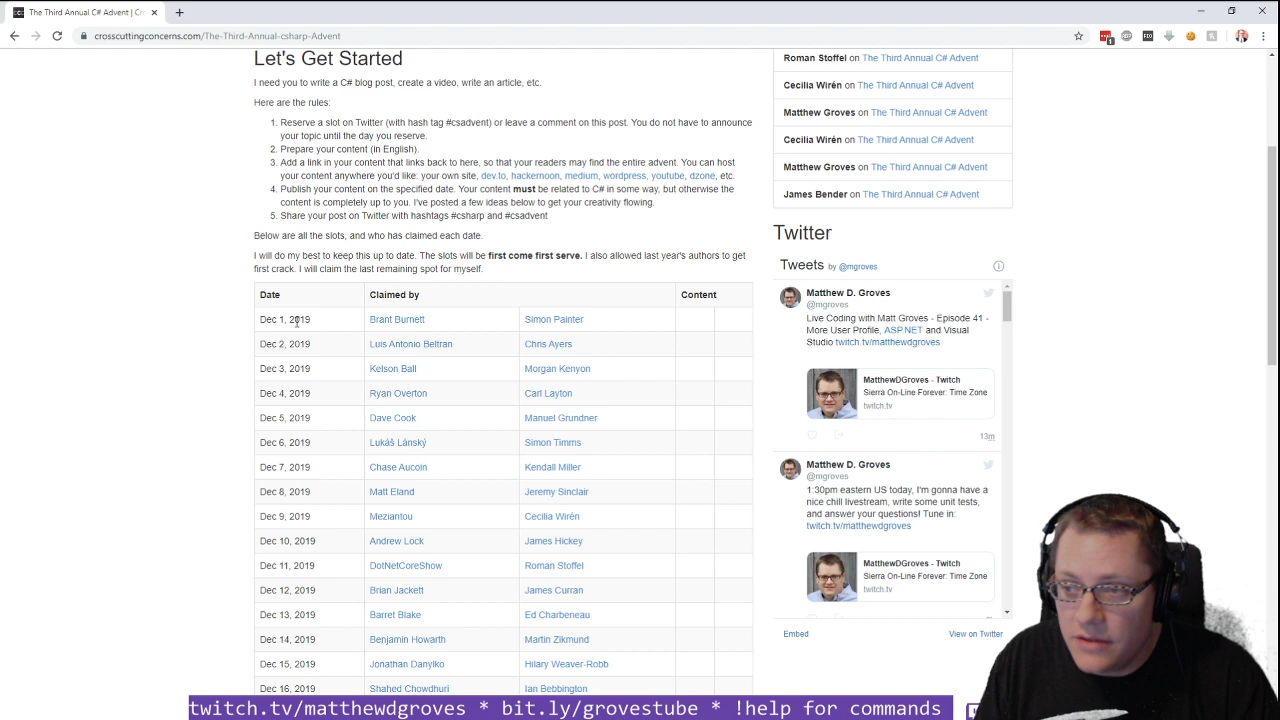 The Third Annual C# Advent | Cro
crosscuttingconcerns.com/The-Third-Annual-csharp-Advent
Let's Get Started
I need you to write a C# blog post, create a video, write an article, etc.
Here are the rules:
1. Reserve a slot on Twitter (with hash tag #csadvent) or leave a comment on this post. You do not have to announce
your topic until the day you reserve.
2. Prepare your content (in English).
3. Add a link in your content that links back to here, so that your readers may find the entire advent. You can host
your content anywhere you'd like: your own site, dev.to, hackernoon, medium, wordpress, youtube, dzone, etc.
4. Publish your content on the specified date. Your content must be related to C# in some way, but otherwise the
content is completely up to you. I've posted a few ideas below to get your creativity flowing.
5. Share your post on Twitter with hashtags #csharp and #csadvent
Below are all the slots, and who has claimed each date.
I will do my best to keep this up to date. The slots will be first come first serve. I also allowed last year's authors to get
first crack. I will claim the last remaining spot for myself.
Date Claimed by Content
Dec 1, 2019 Brant Burnett Simon Painter
Dec 2, 2019 Luis Antonio Beltran Chris Ayers
Dec 3, 2019 Kelson Ball Morgan Kenyon
Dec 4, 2019 Ryan Overton Carl Layton
Dec 5, 2019 Dave Cook Manuel Grundner
Dec 6, 2019 Lukáš Lánský Simon Timms
Dec 7, 2019 Chase Aucoin Kendall Miller
Dec 8, 2019 Matt Eland Jeremy Sinclair
Dec 9, 2019 Meziantou Cecilia Wirén
Dec 10, 2019 Andrew Lock James Hickey
Dec 11, 2019 DotNetCoreShow Roman Stoffel
Dec 12, 2019 Brian Jackett James Curran
Dec 13, 2019 Barret Blake Ed Charbeneau
Dec 14, 2019 Benjamin Howarth Martin Zikmund
Dec 15, 2019 Jonathan Danylko Hilary Weaver-Robb
Dec 16, 2019 Shahed Chowdhuri Ian Bebbington
Roman Stoffel on The Third Annual C# Advent
Cecilia Wirén on The Third Annual C# Advent
Matthew Groves on The Third Annual C# Advent
Cecilia Wirén on The Third Annual C# Advent
Matthew Groves on The Third Annual C# Advent
James Bender on The Third Annual C# Advent
Twitter
Tweets by @mgroves
Matthew D. Groves
@mgroves
Live Coding with Matt Groves - Episode 41 -
More User Profile, ASP.NET and Visual
Studio twitch.tv/matthewdgroves
MatthewDGroves - Twitch
Sierra On-Line Forever: Time Zone
twitch.tv
13m
Matthew D. Groves
@mgroves
1:30pm eastern US today, I'm gonna have a
nice chill livestream, write some unit tests,
and answer your questions! Tune in:
twitch.tv/matthewdgroves
MatthewDGroves - Twitch
Sierra On-Line Forever: Time Zone
twitch.tv
Embed View on Twitter
twitch.tv/matthewdgroves * bit.ly/grovestube * !help for commands